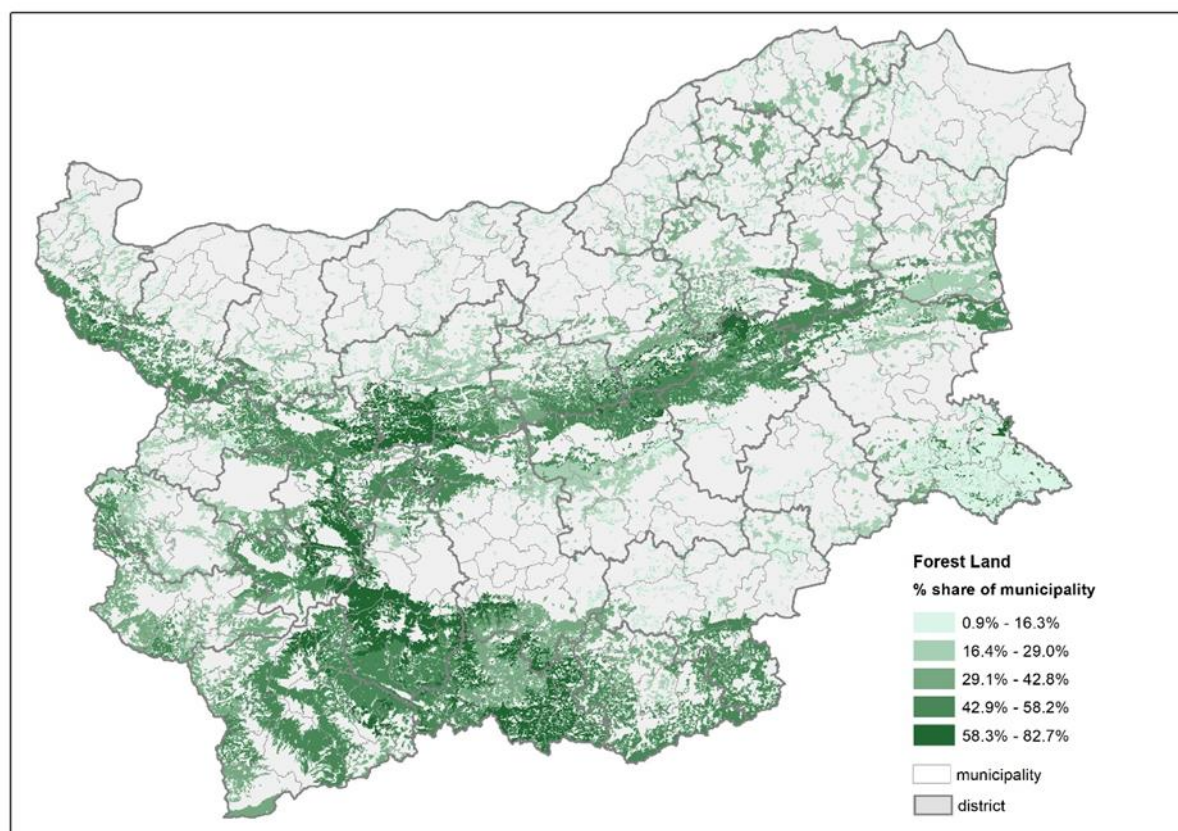 Forest Land
% share of municipality
0.9% - 16.3%
16.4% - 29.0%
29.1% - 42.8%
42.9% - 58.2%
58.3% - 82.7%
municipality
district